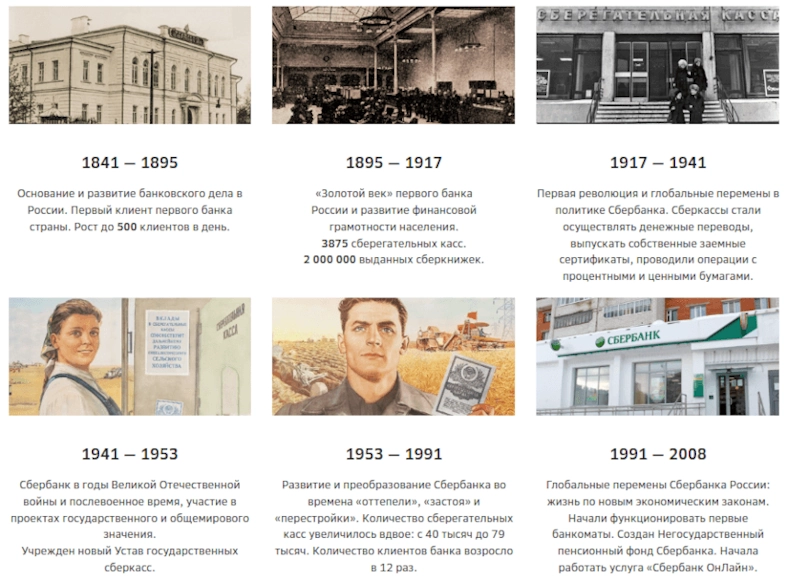 СБЕРЕГАТЕЛЬНАЯ КАССА
1841 — 1895
Основание и развитие банковского дела в
России. Первый клиент первого банка
страны. Рост до 500 клиентов в день.
1895 — 1917
«Золотой век» первого банка
России и развитие финансовой
грамотности населения.
3875 сберегательных касс.
2 000 000 выданных сберкнижек.
1917 — 1941
Первая революция и глобальные перемены в
политике Сбербанка. Сберкассы стали
осуществлять денежные переводы,
выпускать собственные заемные
сертификаты, проводили операции с
процентными и ценными бумагами.
ВКЛАДЫ
В СБЕРЕГАТЕЛЬНЫЕ
КАССЫ
СПОСОБСТВУЮТ
РАЗВИТИЮ
СЕЛЬСКОГО
ХОЗЯЙСТВА
КАССА
СБЕРБАНК
1941 — 1953
Сбербанк в годы Великой Отечественной
войны и послевоенное время, участие в
проектах государственного и общемирового
значения.
Учрежден новый Устав государственных
сберкасс.
1953 — 1991
Развитие и преобразование Сбербанка во
времена «оттепели», «застоя» и
«перестройки». Количество сберегательных
касс увеличилось вдвое: с 40 тысяч до 79
тысяч. Количество клиентов банка возросло
в 12 раз.
1991 — 2008
Глобальные перемены Сбербанка России:
жизнь по новым экономическим законам.
Начали функционировать первые
банкоматы. Создан Негосударственный
пенсионный фонд Сбербанка. Начала
работать услуга «Сбербанк ОнЛайн».